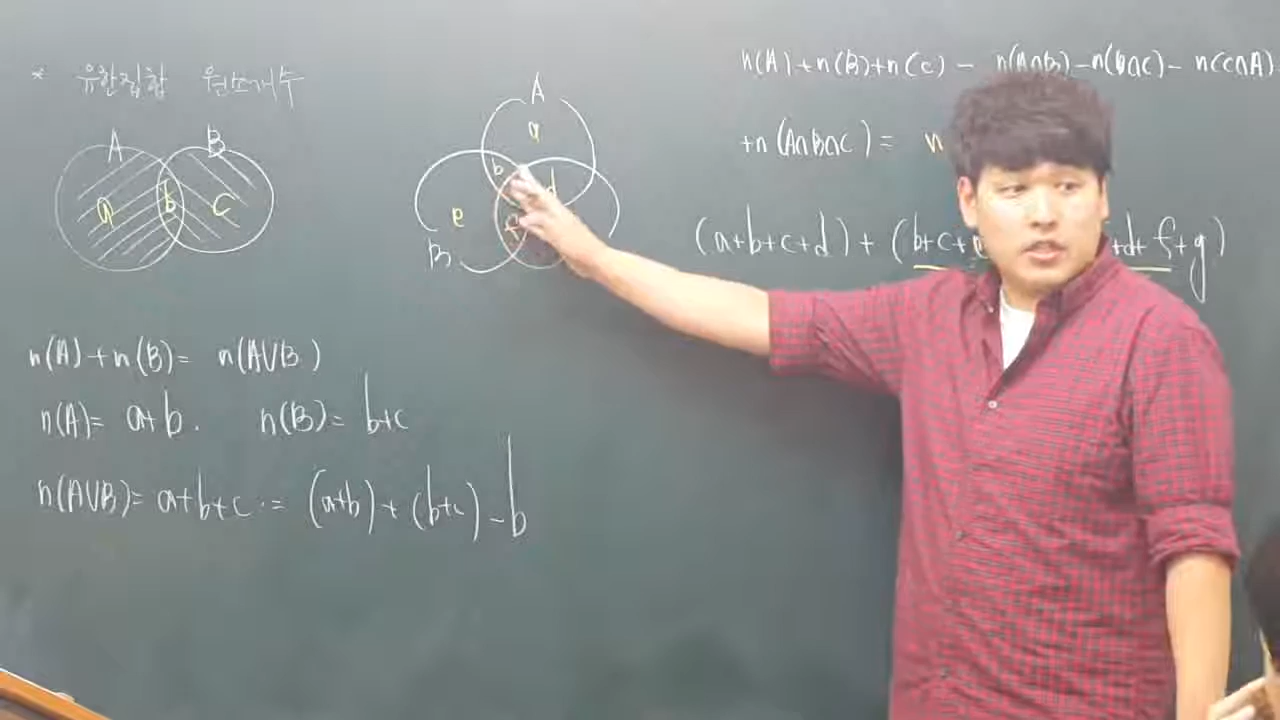 * 유한집합 원소개수
A B
a b c
n(A)+n(B)= n(A∪B)
n(A)= a+b. n(B)= b+c
n(A∪B)= a+b+c.= (a+b)+(b+c)-b
A
a
b d
e
B
n(A)+n(B)+n(C)- n(A∩B)-n(B∩C)- n(C∩A)
+n(A∩B∩C)= n
(a+b+c+d)+(b+c+ +d+f+g)